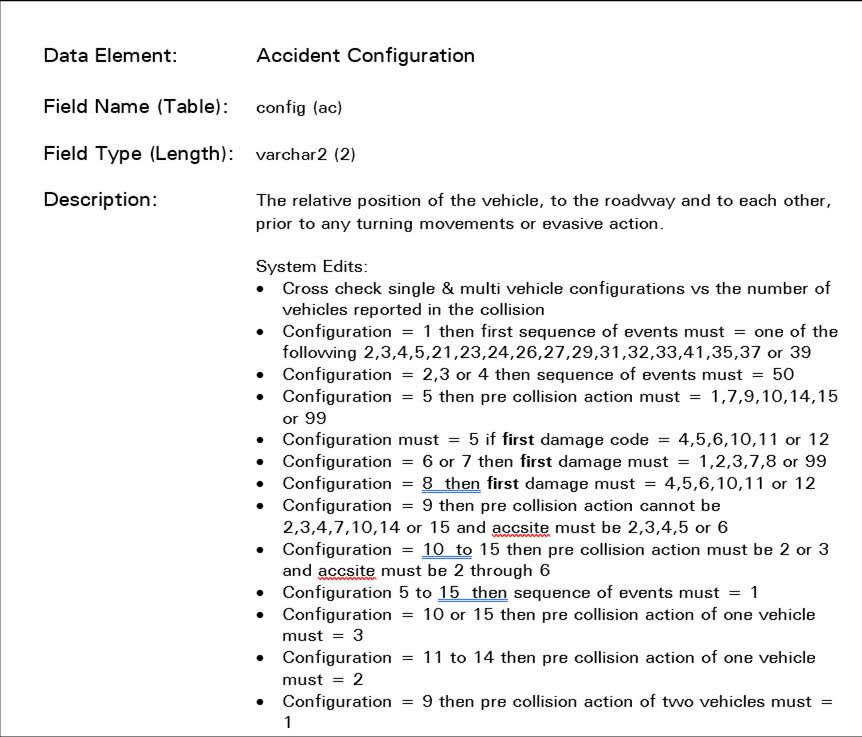 Data Element: Accident Configuration
Field Name (Table): config (ac)
Field Type (Length): varchar2 (2)
Description: The relative position of the vehicle, to the roadway and to each other,
prior to any turning movements or evasive action.
System Edits:
• Cross check single & multi vehicle configurations vs the number of
vehicles reported in the collision
• Configuration = 1 then first sequence of events must = one of the
following 2,3,4,5,21,23,24,26,27,29,31,32,33,41,35,37 or 39
• Configuration = 2,3 or 4 then sequence of events must = 50
• Configuration = 5 then pre collision action must = 1,7,9,10,14,15
or 99
• Configuration must = 5 if first damage code = 4,5,6,10,11 or 12
• Configuration = 6 or 7 then first damage must = 1,2,3,7,8 or 99
• Configuration = 8 then first damage must = 4,5,6,10,11 or 12
• Configuration = 9 then pre collision action cannot be
2,3,4,7,10,14 or 15 and accsite must be 2,3,4,5 or 6
• Configuration = 10 to 15 then pre collision action must be 2 or 3
and accsite must be 2 through 6
• Configuration 5 to 15 then sequence of events must = 1
• Configuration = 10 or 15 then pre collision action of one vehicle
must = 3
• Configuration = 11 to 14 then pre collision action of one vehicle
must = 2
• Configuration = 9 then pre collision action of two vehicles must =
1